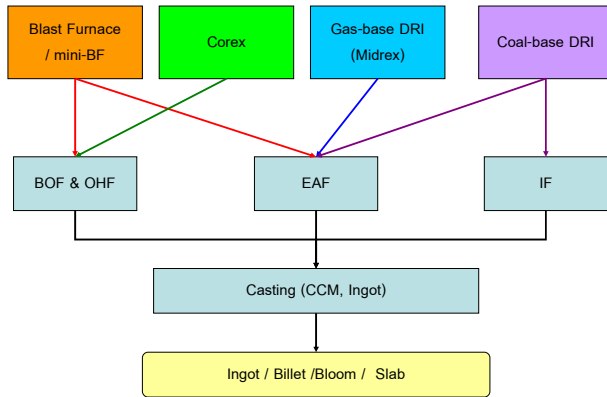 Blast Furnace
/ mini-BF
Corex
Gas-base DRI
(Midrex)
Coal-base DRI
BOF & OHF
EAF
IF
Casting (CCM, Ingot)
Ingot / Billet /Bloom / Slab